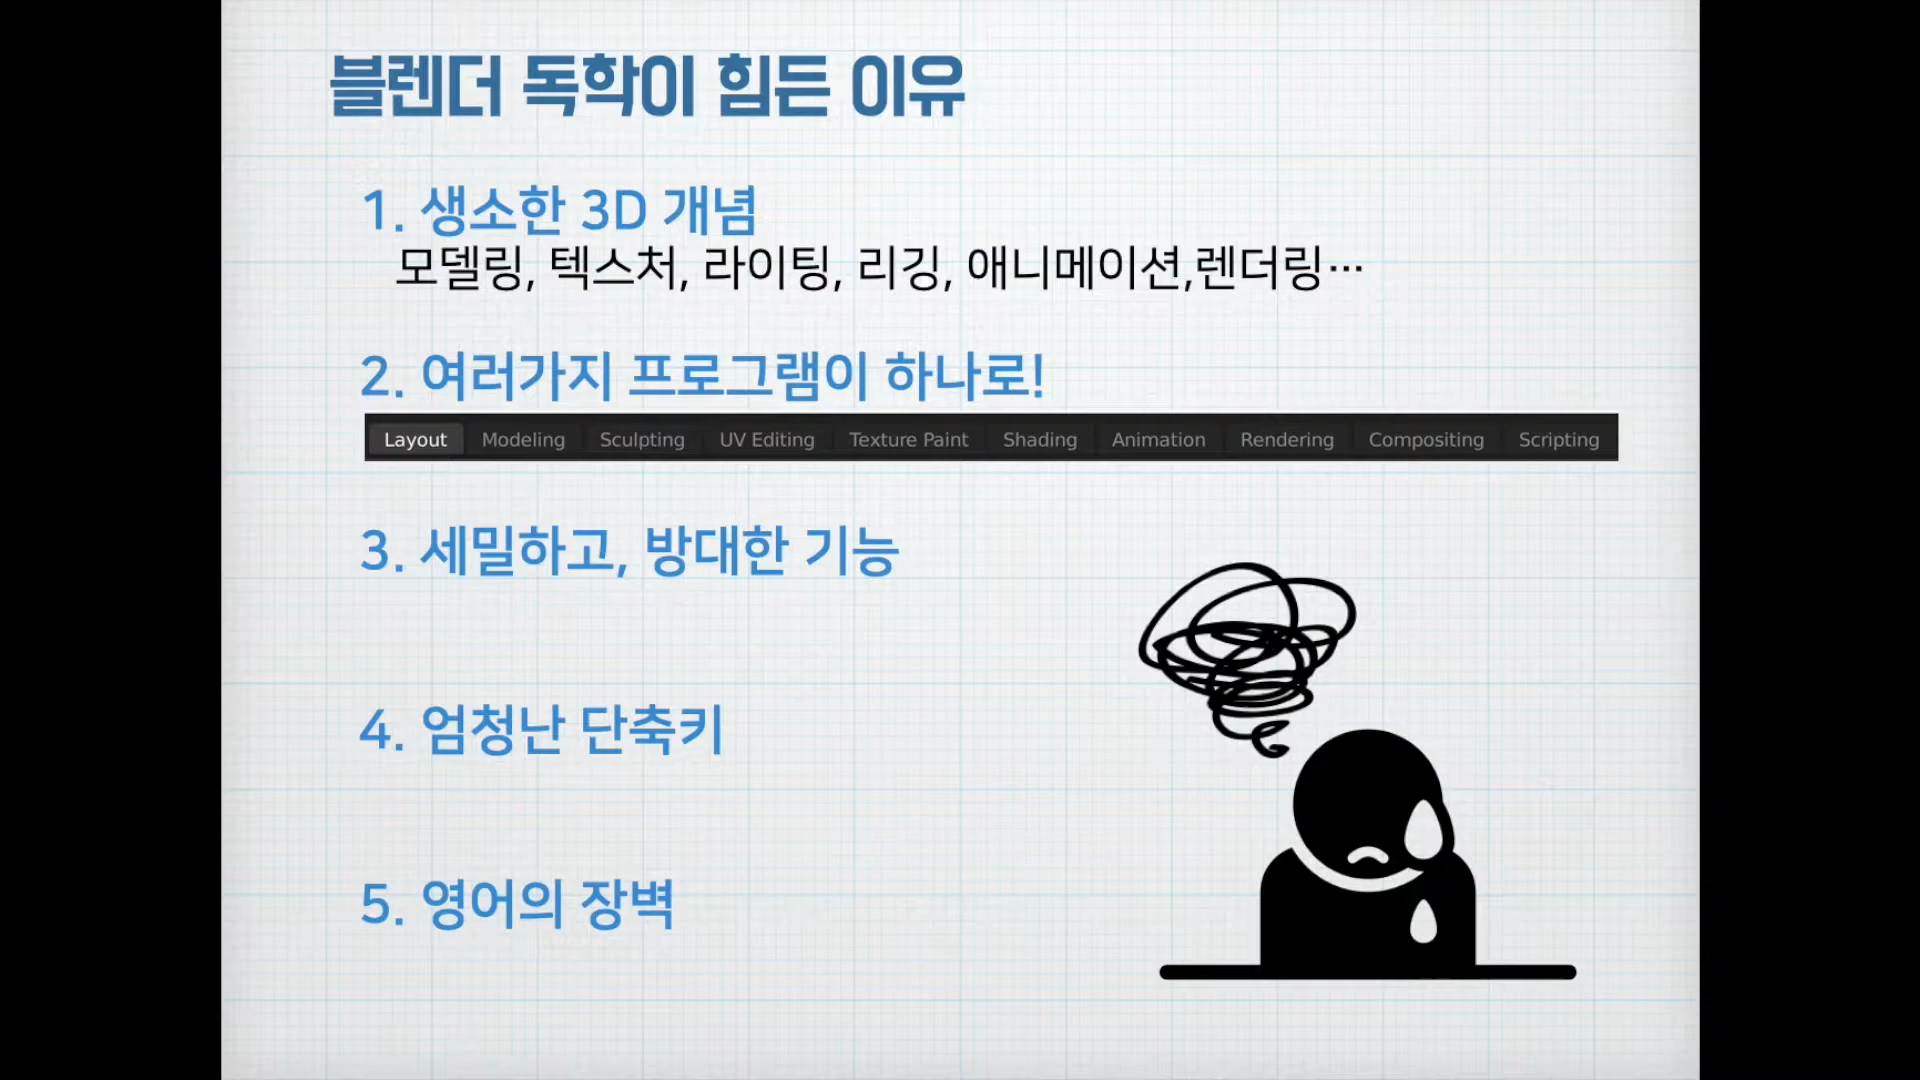 블렌더 독학이 힘든 이유
1. 생소한 3D 개념
모델링, 텍스처, 라이팅, 리깅, 애니메이션,렌더링…
2. 여러가지 프로그램이 하나로!
Layout Modeling Sculpting UV Editing Texture Paint Shading Animation Rendering Compositing Scripting
3. 세밀하고, 방대한 기능
4. 엄청난 단축키
5. 영어의 장벽